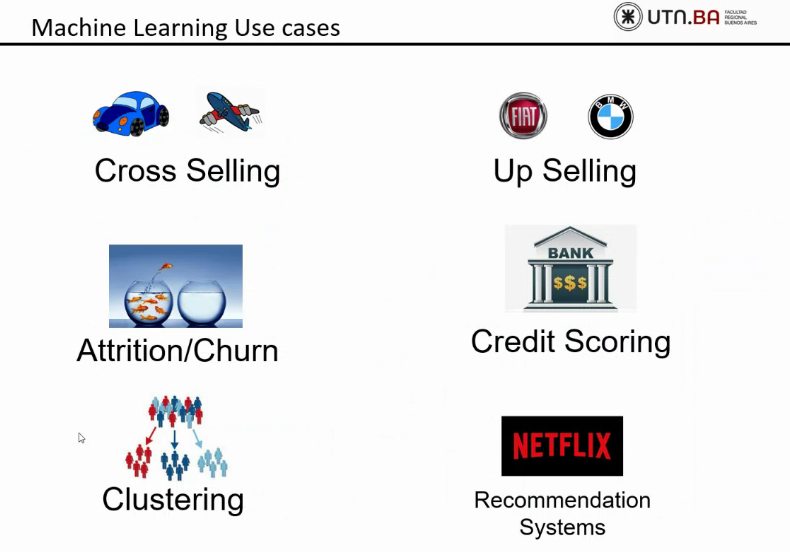 Machine Learning Use cases
UTN.BA
FACULTAD
REGIONAL
BUENOS AIRES
FIAT
BMW
Cross Selling
Up Selling
BANK
$$$
Attrition/Churn
Credit Scoring
NETFLIX
Clustering
Recommendation
Systems